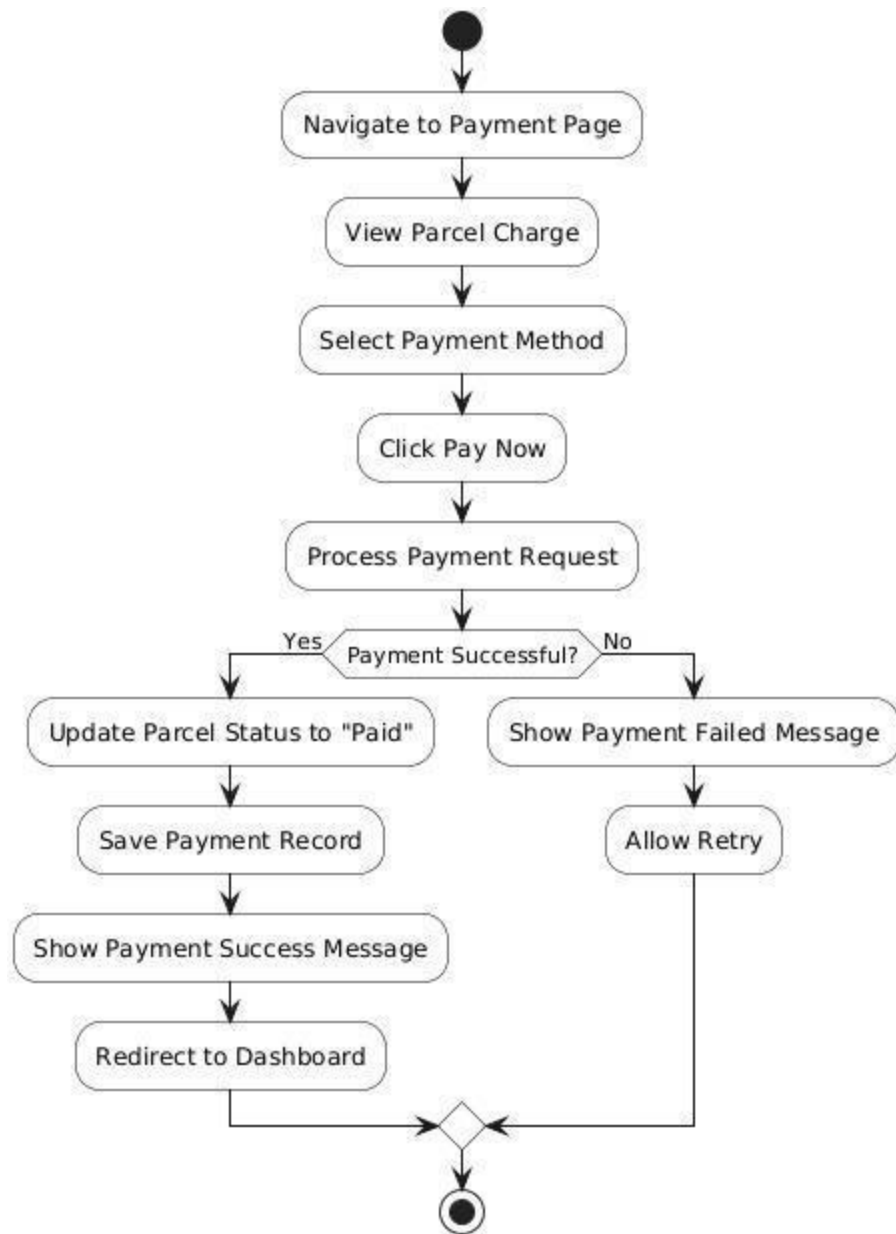 Navigate to Payment Page
View Parcel Charge
Select Payment Method
Click Pay Now
Process Payment Request
Yes
Payment Successful?
No
Update Parcel Status to "Paid"
Show Payment Failed Message
Save Payment Record
Allow Retry
Show Payment Success Message
Redirect to Dashboard